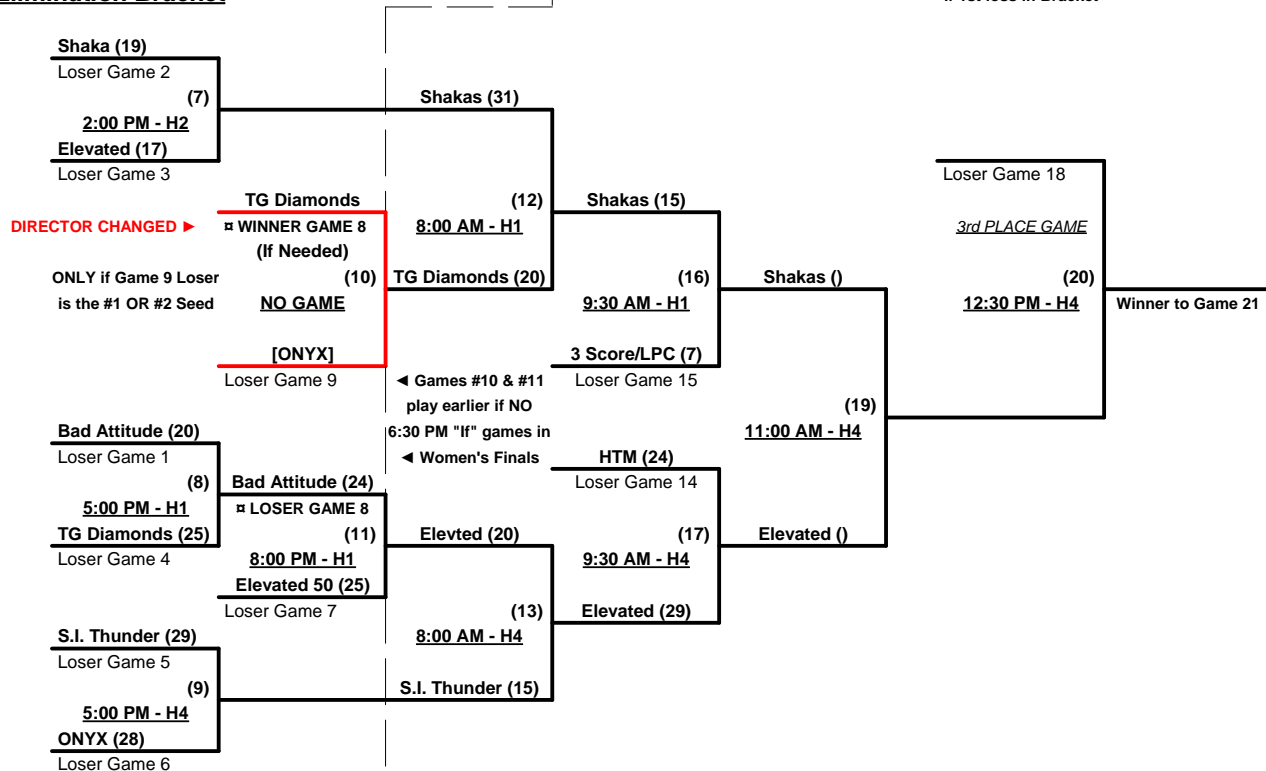 Elimination Bracket
Shaka (19)
Loser Game 2
(7)
2:00 PM - H2
Elevated (17)
Loser Game 3
Shakas (31)
TG Diamonds
DIRECTOR CHANGED ►
¤ WINNER GAME 8
(If Needed)
ONLY if Game 9 Loser
is the #1 OR #2 Seed
(10)
NO GAME
[ONYX]
Loser Game 9
(12)
8:00 AM - H1
TG Diamonds (20)
Shakas (15)
(16)
9:30 AM - H1
3 Score/LPC (7)
Loser Game 15
Shakas ()
Loser Game 18
3rd PLACE GAME
(20)
12:30 PM - H4
Winner to Game 21
◄ Games #10 & #11
play earlier if NO
6:30 PM "If" games in
◄ Women's Finals
(19)
11:00 AM - H4
Bad Attitude (20)
Loser Game 1
(8)
5:00 PM - H1
TG Diamonds (25)
Loser Game 4
Bad Attitude (24)
¤ LOSER GAME 8
(11)
8:00 PM - H1
Elevated 50 (25)
Loser Game 7
Elevted (20)
HTM (24)
Loser Game 14
(17)
9:30 AM - H4
Elevated ()
(13)
8:00 AM - H4
Elevated (29)
S.I. Thunder (29)
Loser Game 5
(9)
5:00 PM - H4
ONYX (28)
Loser Game 6
S.I. Thunder (15)